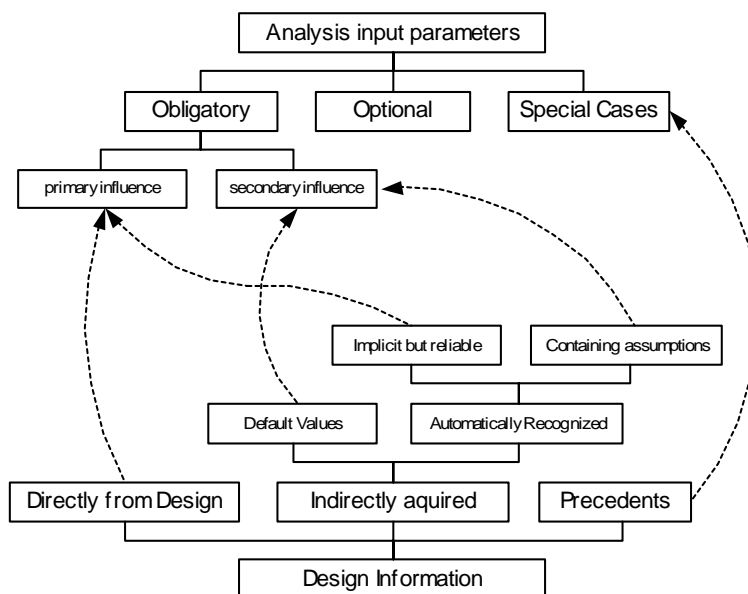 Analysis input parameters
Obligatory
Optional
Special Cases
primary influence
secondary influence
Implicit but reliable
Containing assumptions
Default Values
Automatically Recognized
Directly from Design
Indirectly aquired
Precedents
Design Information